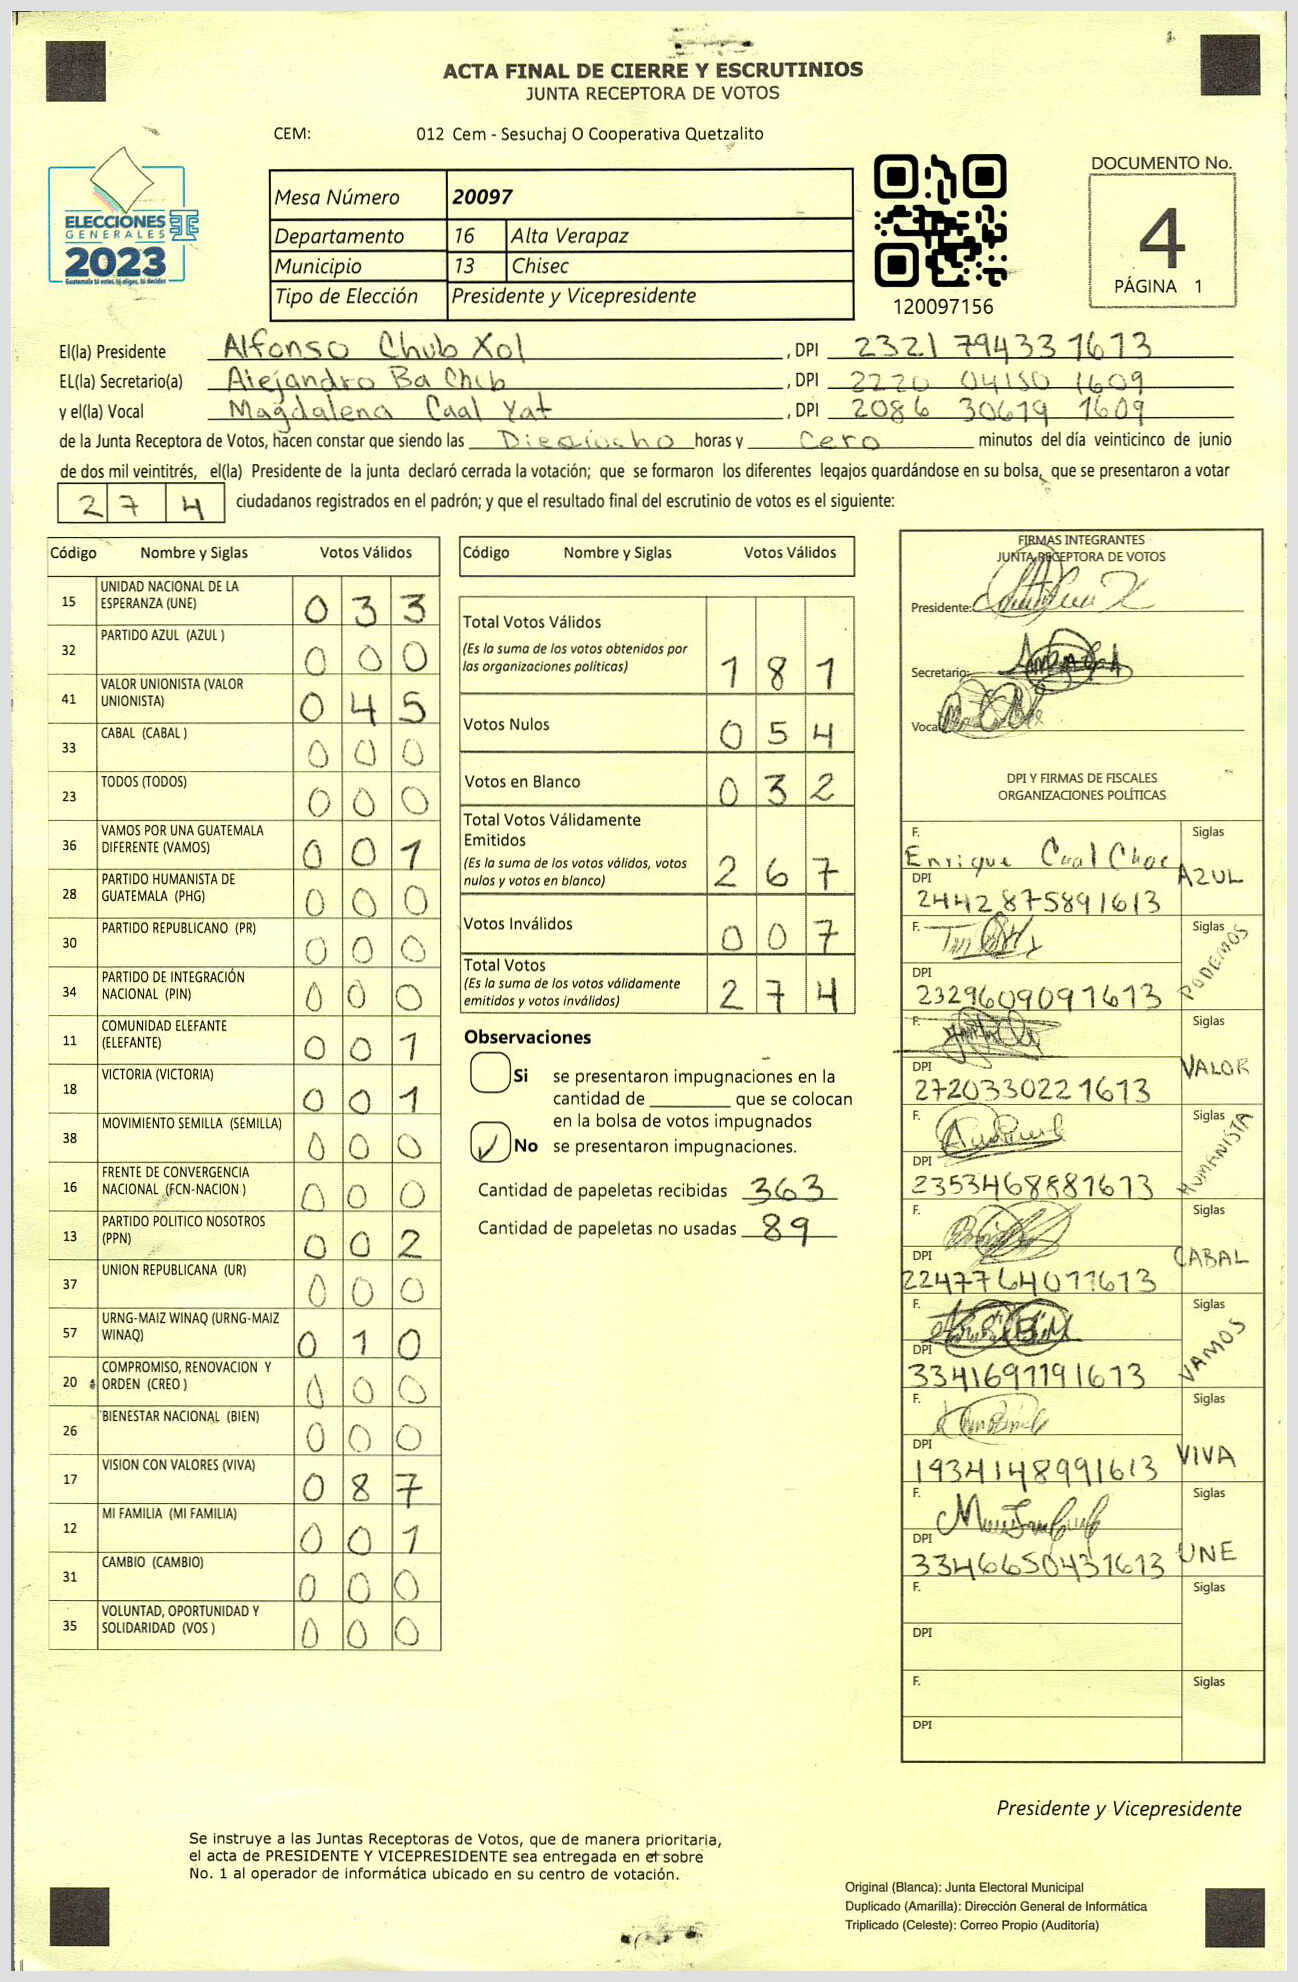 ACTA FINAL DE CIERRE Y ESCRUTINIOS
JUNTA RECEPTORA DE VOTOS
CEM: 012 Cem - Sesuchaj O Cooperativa Quetzalito
DOCUMENTO No.
4
PÁGINA 1
ELECCIONES
GENERALES
2023
Guatemala tú votas, tú eliges, tú decides
Mesa Número 20097
Departamento 16 Alta Verapaz
Municipio 13 Chisec
Tipo de Elección Presidente y Vicepresidente
120097156
El(la) Presidente Alfonso Chub Xol, DPI 2321 79433 1613
EL(la) Secretario(a) Alejandro Ba Chub, DPI 2220 04150 1609
y el(la) Vocal Magdalena Caal Yat, DPI 2086 30679 1609
de la Junta Receptora de Votos, hacen constar que siendo las Dieciocho horas y Cero minutos del día veinticinco de junio
de dos mil veintitrés, el(la) Presidente de la junta declaró cerrada la votación; que se formaron los diferentes legajos guardándose en su bolsa, que se presentaron a votar
274 ciudadanos registrados en el padrón; y que el resultado final del escrutinio de votos es el siguiente:
Código Nombre y Siglas Votos Válidos
15 UNIDAD NACIONAL DE LA
ESPERANZA (UNE) 0 3 3
32 PARTIDO AZUL (AZUL ) 0 0 0
41 VALOR UNIONISTA (VALOR
UNIONISTA) 0 4 5
33 CABAL (CABAL ) 0 0 0
23 TODOS (TODOS) 0 0 0
36 VAMOS POR UNA GUATEMALA
DIFERENTE (VAMOS) 0 0 1
28 PARTIDO HUMANISTA DE
GUATEMALA (PHG) 0 0 0
30 PARTIDO REPUBLICANO (PR) 0 0 0
34 PARTIDO DE INTEGRACIÓN
NACIONAL (PIN) 0 0 0
11 COMUNIDAD ELEFANTE
(ELEFANTE) 0 0 1
18 VICTORIA (VICTORIA) 0 0 1
38 MOVIMIENTO SEMILLA (SEMILLA) 0 0 0
16 FRENTE DE CONVERGENCIA
NACIONAL (FCN-NACION ) 0 0 0
13 PARTIDO POLITICO NOSOTROS
(PPN) 0 0 2
37 UNION REPUBLICANA (UR) 0 0 0
57 URNG-MAIZ WINAQ (URNG-MAIZ
WINAQ) 0 1 0
20 COMPROMISO, RENOVACION Y
ORDEN (CREO ) 0 0 0
26 BIENESTAR NACIONAL (BIEN) 0 0 0
17 VISION CON VALORES (VIVA) 0 8 7
12 MI FAMILIA (MI FAMILIA) 0 0 1
31 CAMBIO (CAMBIO) 0 0 0
35 VOLUNTAD, OPORTUNIDAD Y
SOLIDARIDAD (VOS ) 0 0 0
Código Nombre y Siglas Votos Válidos
Total Votos Válidos
(Es la suma de los votos obtenidos por
las organizaciones políticas) 1 8 1
Votos Nulos 0 5 4
Votos en Blanco 0 3 2
Total Votos Válidamente
Emitidos
(Es la suma de los votos válidos, votos
nulos y votos en blanco) 2 6 7
Votos Inválidos 0 0 7
Total Votos
(Es la suma de los votos válidamente
emitidos y votos inválidos) 2 7 4
Observaciones
Si se presentaron impugnaciones en la
cantidad de ________ que se colocan
en la bolsa de votos impugnados
No se presentaron impugnaciones.
Cantidad de papeletas recibidas 363
Cantidad de papeletas no usadas 89
FIRMAS INTEGRANTES
JUNTA RECEPTORA DE VOTOS
Presidente:
Secretario:
Vocal
DPI Y FIRMAS DE FISCALES
ORGANIZACIONES POLÍTICAS
F. Enrique Caal Choc Siglas AZUL
DPI 2442875891613
F. Siglas PODEMOS
DPI 2329609091613
F. Siglas VALOR
DPI 2720330221613
F. Siglas HUMANISTA
DPI 2353468881613
F. Siglas CABAL
DPI 2247764071613
F. Siglas VAMOS
DPI 3341697191613
F. Siglas VIVA
DPI 1934148991613
F. Siglas UNE
DPI 3346650431613
F. Siglas
DPI
F. Siglas
DPI
Presidente y Vicepresidente
Se instruye a las Juntas Receptoras de Votos, que de manera prioritaria,
el acta de PRESIDENTE Y VICEPRESIDENTE sea entregada en el sobre
No. 1 al operador de informática ubicado en su centro de votación.
Original (Blanca): Junta Electoral Municipal
Duplicado (Amarilla): Dirección General de Informática
Triplicado (Celeste): Correo Propio (Auditoría)